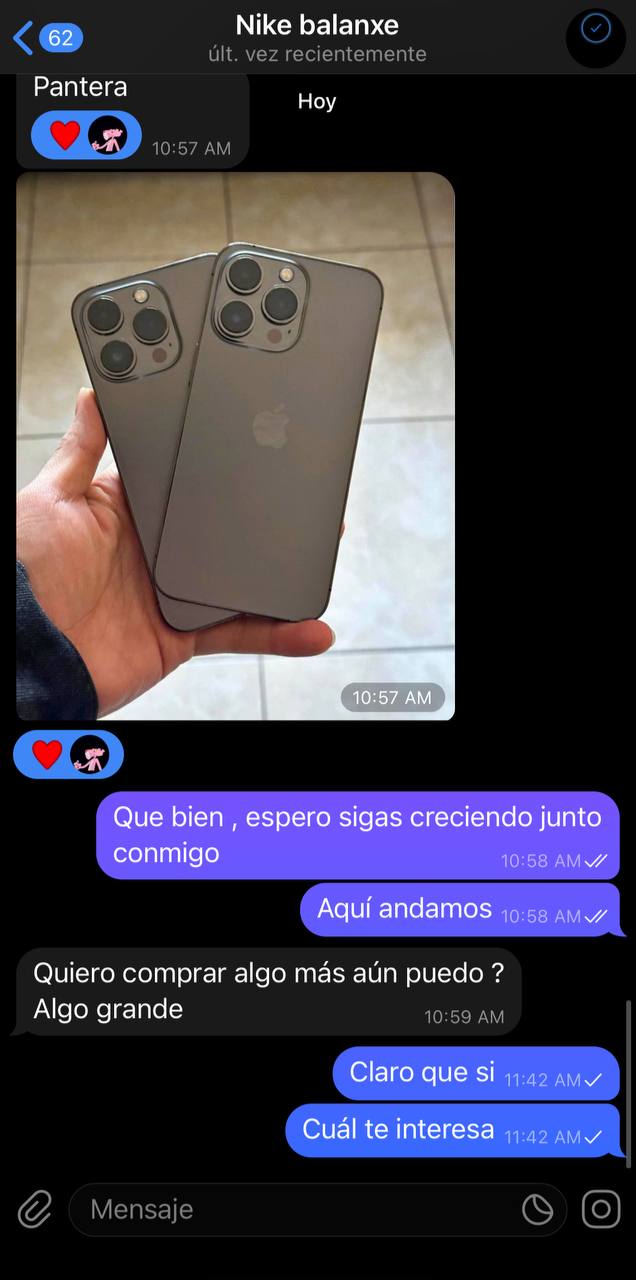 62
Nike balanxe
últ. vez recientemente
Pantera
Hoy
10:57 AM
10:57 AM
Que bien , espero sigas creciendo junto
conmigo
10:58 AM
Aquí andamos
10:58 AM
Quiero comprar algo más aún puedo ?
Algo grande
10:59 AM
Claro que si
11:42 AM
Cuál te interesa
11:42 AM
Mensaje